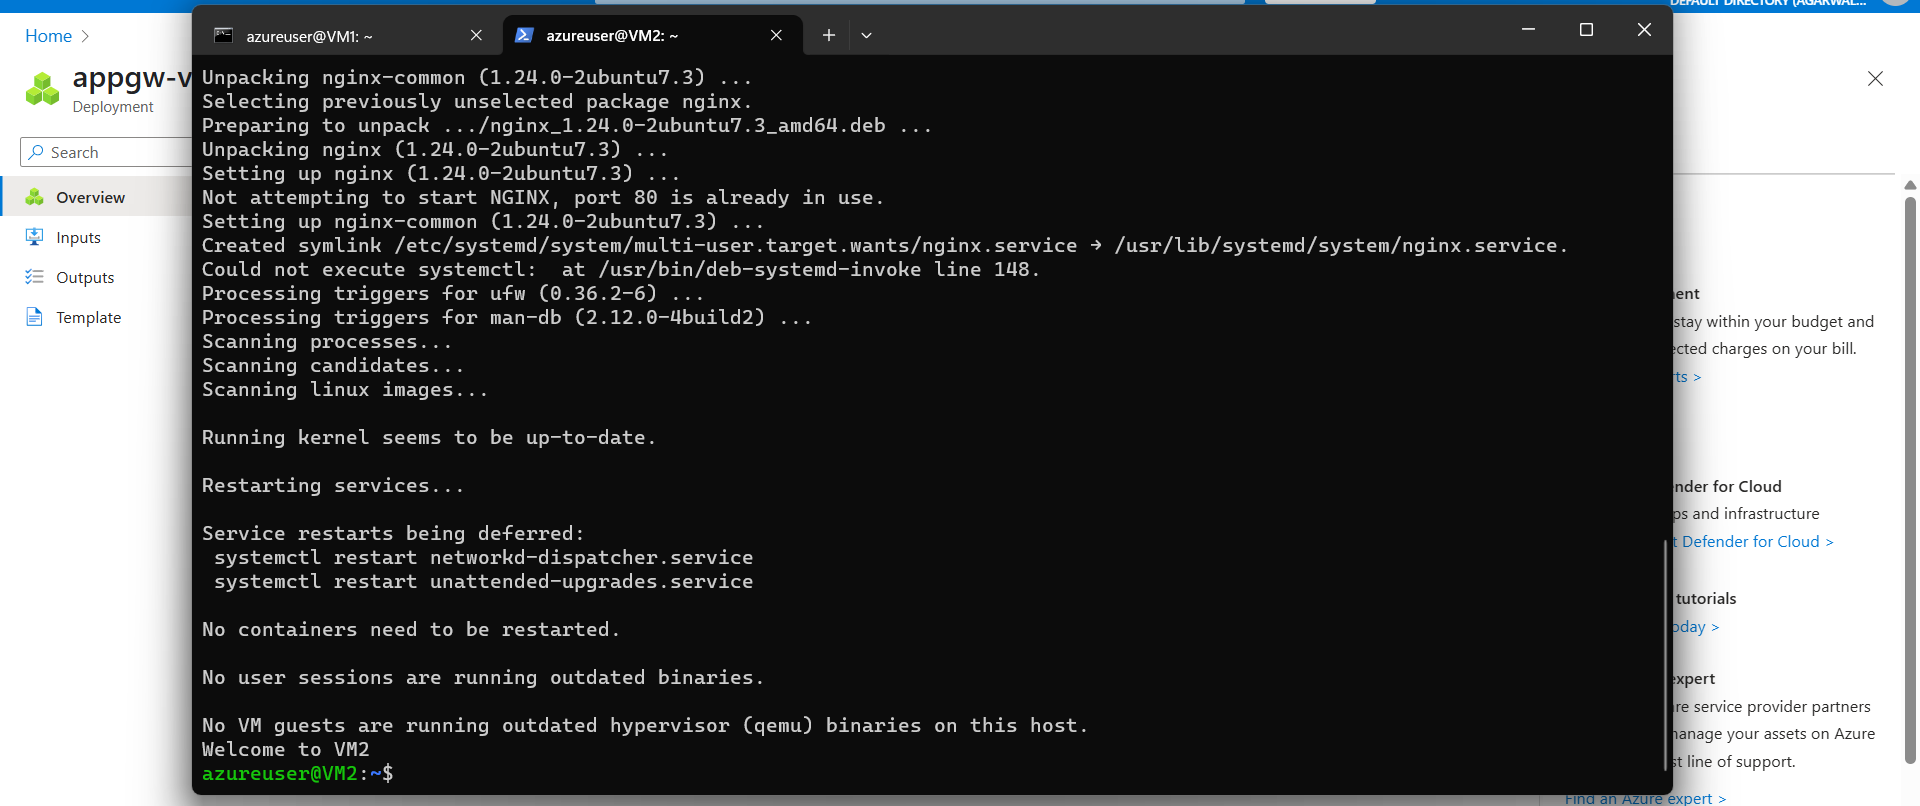 DEFAULT DIRECTORY (AGARWAL...
Home
appgw-v
Deployment
Search
Overview
Inputs
Outputs
Template
azureuser@VM1: ~
azureuser@VM2: ~
Unpacking nginx-common (1.24.0-2ubuntu7.3) ...
Selecting previously unselected package nginx.
Preparing to unpack .../nginx_1.24.0-2ubuntu7.3_amd64.deb ...
Unpacking nginx (1.24.0-2ubuntu7.3) ...
Setting up nginx (1.24.0-2ubuntu7.3) ...
Not attempting to start NGINX, port 80 is already in use.
Setting up nginx-common (1.24.0-2ubuntu7.3) ...
Created symlink /etc/systemd/system/multi-user.target.wants/nginx.service → /usr/lib/systemd/system/nginx.service.
Could not execute systemctl:  at /usr/bin/deb-systemd-invoke line 148.
Processing triggers for ufw (0.36.2-6) ...
Processing triggers for man-db (2.12.0-4build2) ...
Scanning processes...
Scanning candidates...
Scanning linux images...
Running kernel seems to be up-to-date.
Restarting services...
Service restarts being deferred:
systemctl restart networkd-dispatcher.service
systemctl restart unattended-upgrades.service
No containers need to be restarted.
No user sessions are running outdated binaries.
No VM guests are running outdated hypervisor (qemu) binaries on this host.
Welcome to VM2
azureuser@VM2:~$
stay within your budget and
charges on your bill.
>
for Cloud
and infrastructure
Defender for Cloud >
tutorials
>
expert
service provider partners
manage your assets on Azure
line of support.
Find an Azure expert >